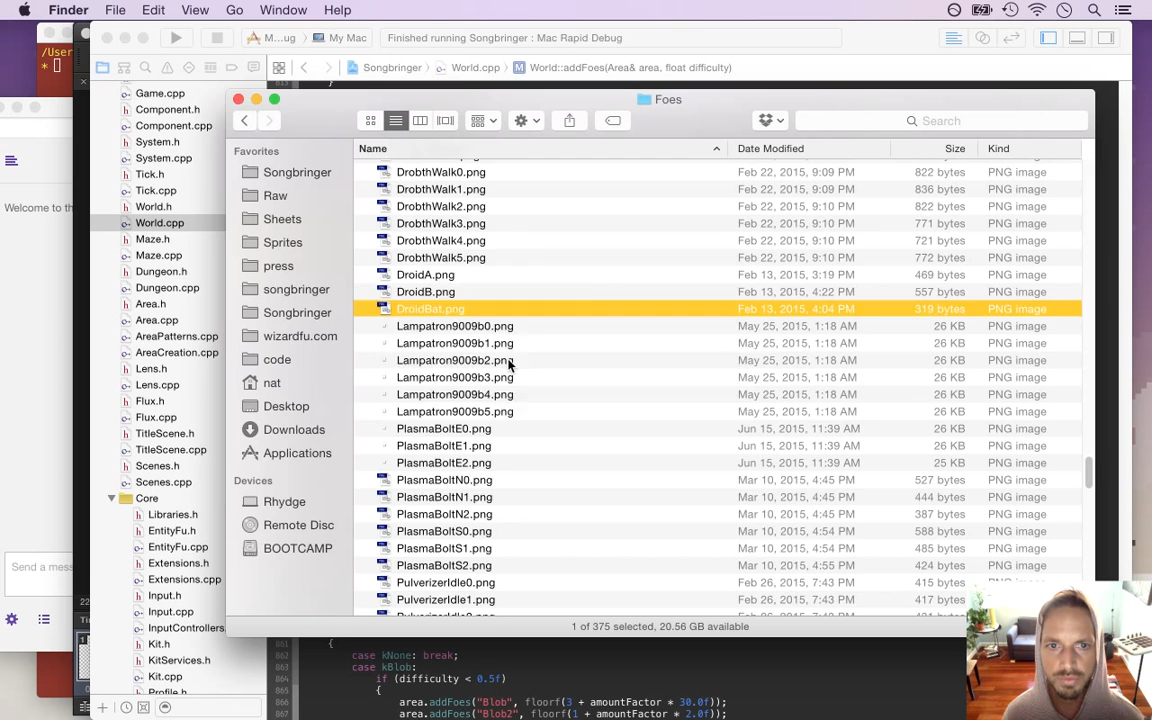 Finder File Edit View Go Window Help
/User
M...ug
My Mac
Finished running Songbringer : Mac Rapid Debug
Songbringer
World.cpp
World::addFoes(Area& area, float difficulty)
Foes
Search
Name
Date Modified
Size
Kind
Favorites
Songbringer
Raw
Sheets
Sprites
press
songbringer
Songbringer
wizardfu.com
code
nat
Desktop
Downloads
Applications
Devices
Rhydge
Remote Disc
BOOTCAMP
DrobthWalk0.png Feb 22, 2015, 9:09 PM 822 bytes PNG image
DrobthWalk1.png Feb 22, 2015, 9:09 PM 836 bytes PNG image
DrobthWalk2.png Feb 22, 2015, 9:10 PM 822 bytes PNG image
DrobthWalk3.png Feb 22, 2015, 9:10 PM 771 bytes PNG image
DrobthWalk4.png Feb 22, 2015, 9:10 PM 721 bytes PNG image
DrobthWalk5.png Feb 22, 2015, 9:10 PM 772 bytes PNG image
DroidA.png Feb 13, 2015, 3:19 PM 469 bytes PNG image
DroidB.png Feb 13, 2015, 4:22 PM 557 bytes PNG image
DroidBat.png Feb 13, 2015, 4:04 PM 319 bytes PNG image
Lampatron9009b0.png May 25, 2015, 1:18 AM 26 KB PNG image
Lampatron9009b1.png May 25, 2015, 1:18 AM 26 KB PNG image
Lampatron9009b2.png May 25, 2015, 1:18 AM 26 KB PNG image
Lampatron9009b3.png May 25, 2015, 1:18 AM 26 KB PNG image
Lampatron9009b4.png May 25, 2015, 1:18 AM 26 KB PNG image
Lampatron9009b5.png May 25, 2015, 1:18 AM 26 KB PNG image
PlasmaBoltE0.png Jun 15, 2015, 11:39 AM 26 KB PNG image
PlasmaBoltE1.png Jun 15, 2015, 11:39 AM 26 KB PNG image
PlasmaBoltE2.png Jun 15, 2015, 11:39 AM 25 KB PNG image
PlasmaBoltN0.png Mar 10, 2015, 4:45 PM 527 bytes PNG image
PlasmaBoltN1.png Mar 10, 2015, 4:45 PM 444 bytes PNG image
PlasmaBoltN2.png Mar 10, 2015, 4:45 PM 387 bytes PNG image
PlasmaBoltS0.png Mar 10, 2015, 4:54 PM 588 bytes PNG image
PlasmaBoltS1.png Mar 10, 2015, 4:54 PM 485 bytes PNG image
PlasmaBoltS2.png Mar 10, 2015, 4:55 PM 424 bytes PNG image
PulverizerIdle0.png Feb 26, 2015, 7:43 PM 415 bytes PNG image
PulverizerIdle1.png Feb 26, 2015, 7:43 PM 417 bytes
1 of 375 selected, 20.56 GB available
Game.cpp
Component.h
Component.cpp
System.h
System.cpp
Tick.h
Tick.cpp
World.h
World.cpp
Maze.h
Maze.cpp
Dungeon.h
Dungeon.cpp
Area.h
Area.cpp
AreaPatterns.cpp
AreaCreation.cpp
Lens.h
Lens.cpp
Flux.h
Flux.cpp
TitleScene.h
TitleScene.cpp
Scenes.h
Scenes.cpp
Core
Libraries.h
EntityFu.h
EntityFu.cpp
Extensions.h
Extensions.cpp
Input.h
Input.cpp
InputControllers
Kit.h
KitServices.h
Kit.cpp
Profile.h
Welcome to th
Send a mess
861 {
862 case kNone: break;
863 case kBlob:
864 if (difficulty < 0.5f)
865 {
866 area.addFoes("Blob", floorf(3 + amountFactor * 30.0f));
867 area.addFoes("Blob2", floorf(1 + amountFactor * 2.0f));